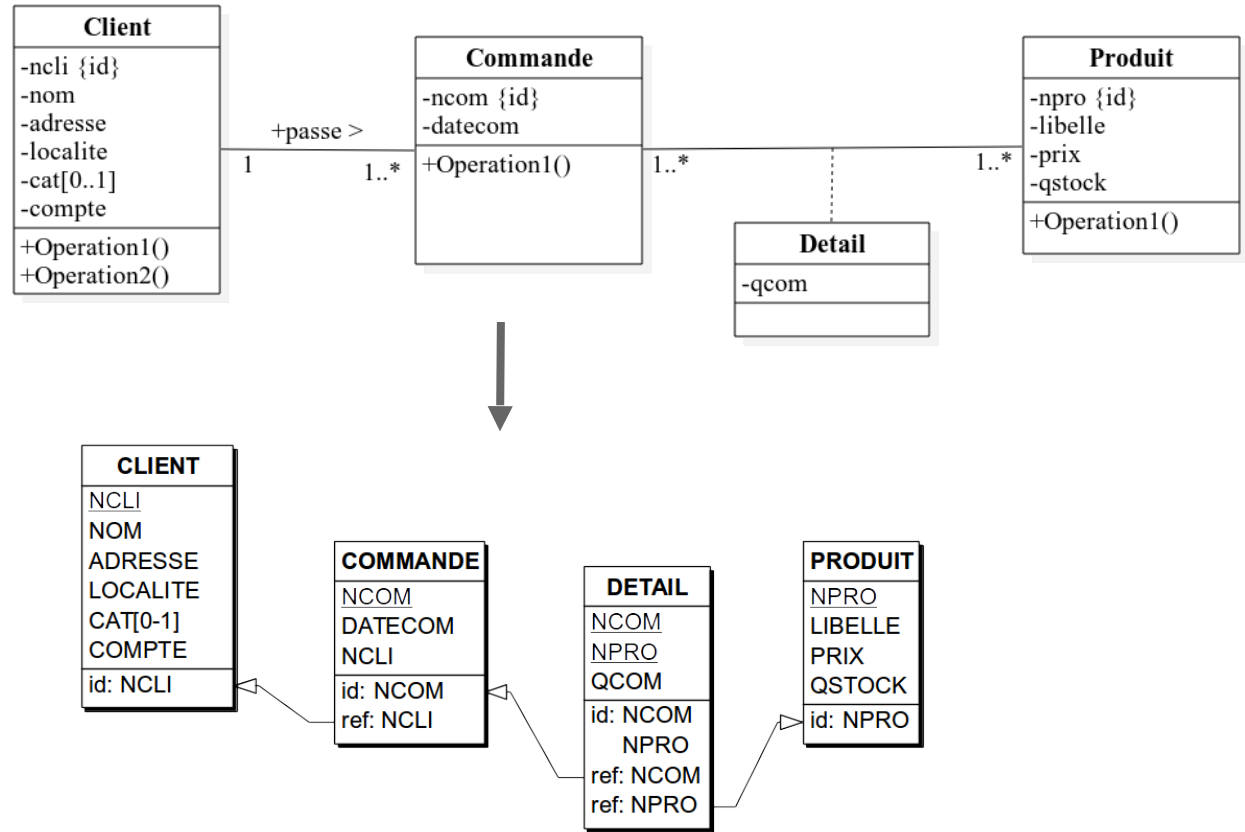 Client
-ncli {id}
-nom
-adresse
-localite
-cat[0..1]
-compte
+Operation1()
+Operation2()
+passe >
1
1..*
Commande
-ncom {id}
-datecom
+Operation1()
1..*
1..*
Detail
-qcom
Produit
-npro {id}
-libelle
-prix
-qstock
+Operation1()
CLIENT
NCLI
NOM
ADRESSE
LOCALITE
CAT[0-1]
COMPTE
id: NCLI
COMMANDE
NCOM
DATECOM
NCLI
id: NCOM
ref: NCLI
DETAIL
NCOM
NPRO
QCOM
id: NCOM
NPRO
ref: NCOM
ref: NPRO
PRODUIT
NPRO
LIBELLE
PRIX
QSTOCK
id: NPRO